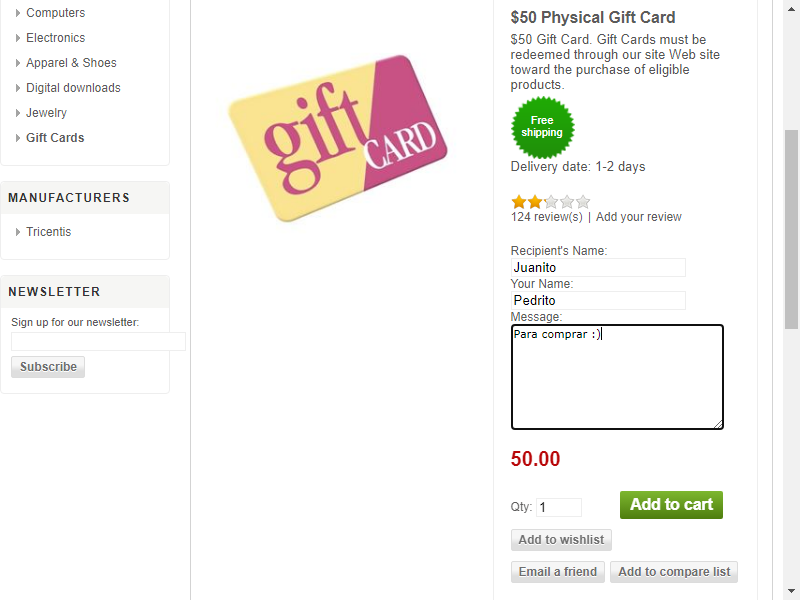 Computers
Electronics
Apparel & Shoes
Digital downloads
Jewelry
Gift Cards
MANUFACTURERS
Tricentis
NEWSLETTER
Sign up for our newsletter:
Subscribe
gift
CARD
$50 Physical Gift Card
$50 Gift Card. Gift Cards must be
redeemed through our site Web site
toward the purchase of eligible
products.
Free
shipping
Delivery date: 1-2 days
124 review(s) | Add your review
Recipient's Name:
Juanito
Your Name:
Pedrito
Message:
Para comprar :)
50.00
Qty: 1
Add to cart
Add to wishlist
Email a friend
Add to compare list